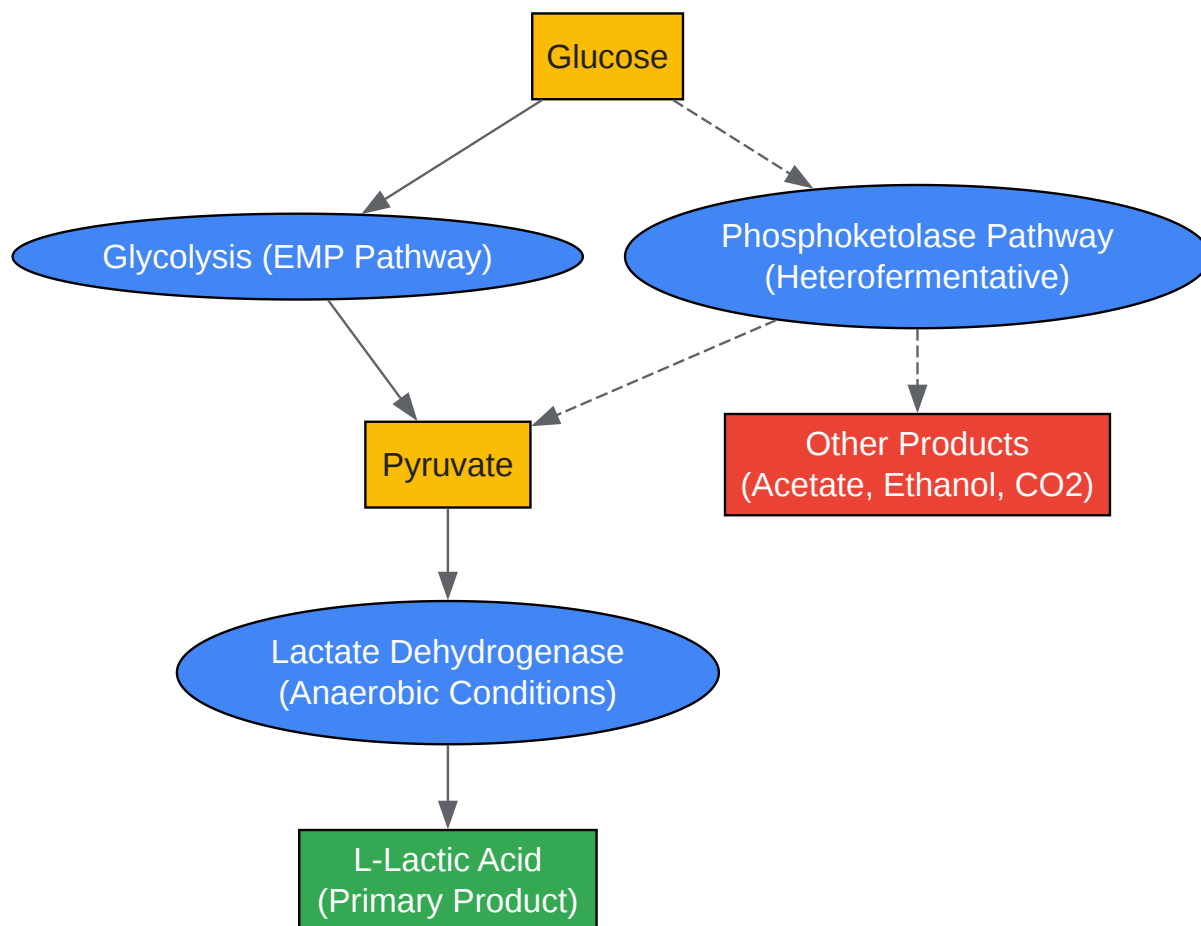 Glucose
Glycolysis (EMP Pathway)
Phosphoketolase Pathway
(Heterofermentative)
Pyruvate
Other Products
(Acetate, Ethanol, CO2)
Lactate Dehydrogenase
(Anaerobic Conditions)
L-Lactic Acid
(Primary Product)